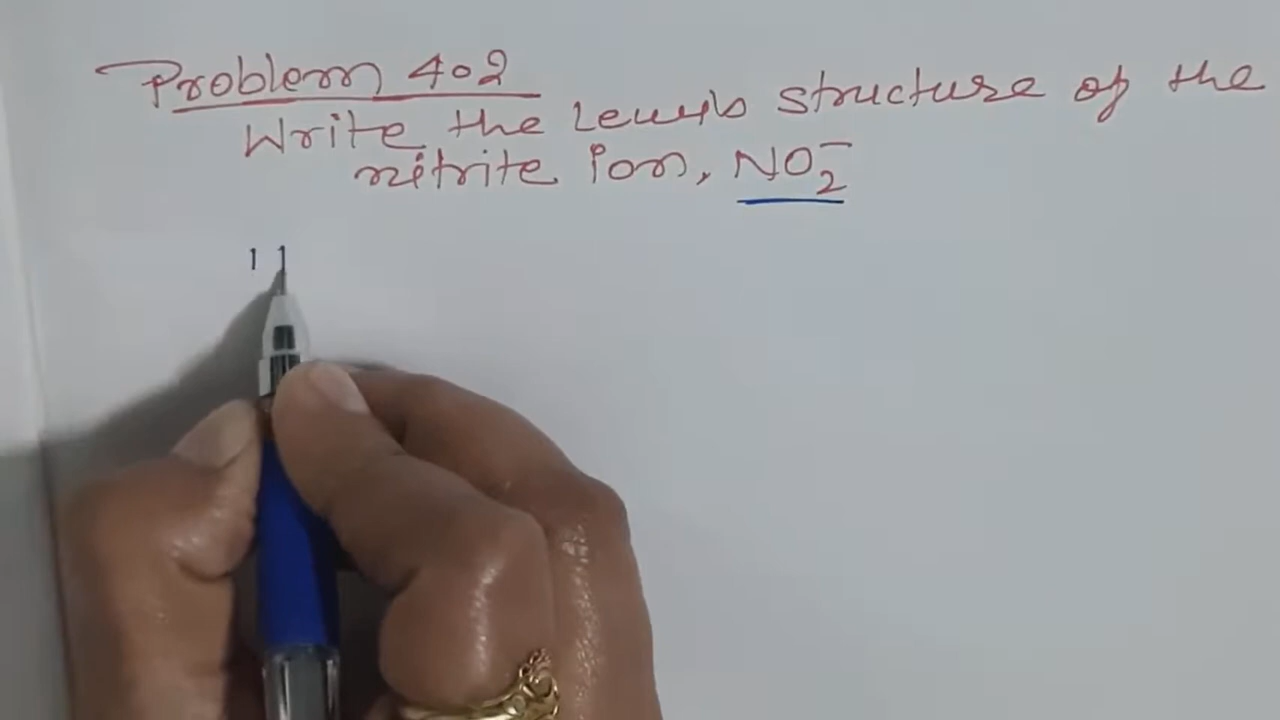 Problem 402
Write the Lewis structure of the
nitrite ion, NO₂⁻
1 1